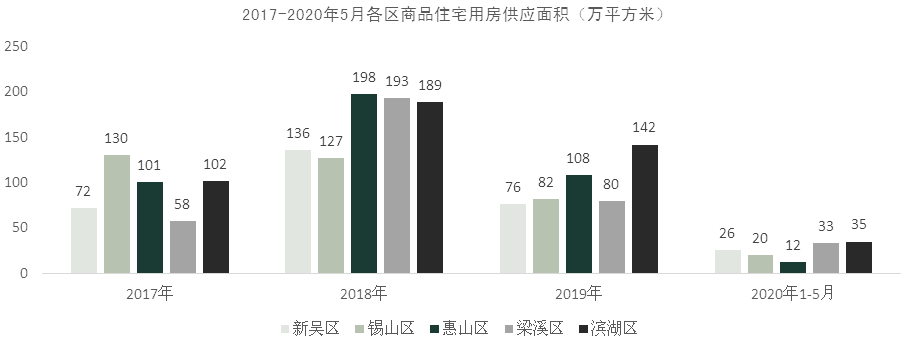 2017-2020年5月各区商品住宅用房供应面积（万平方米）
250
200
150
100
50
0
72 130 101 58 102
136 127 198 193 189
76 82 108 80 142
26 20 12 33 35
2017年 2018年 2019年 2020年1-5月
新吴区 锡山区 惠山区 梁溪区 滨湖区